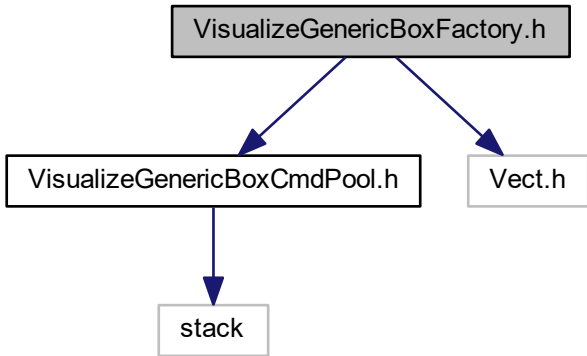 VisualizeGenericBoxFactory.h
VisualizeGenericBoxCmdPool.h
Vect.h
stack